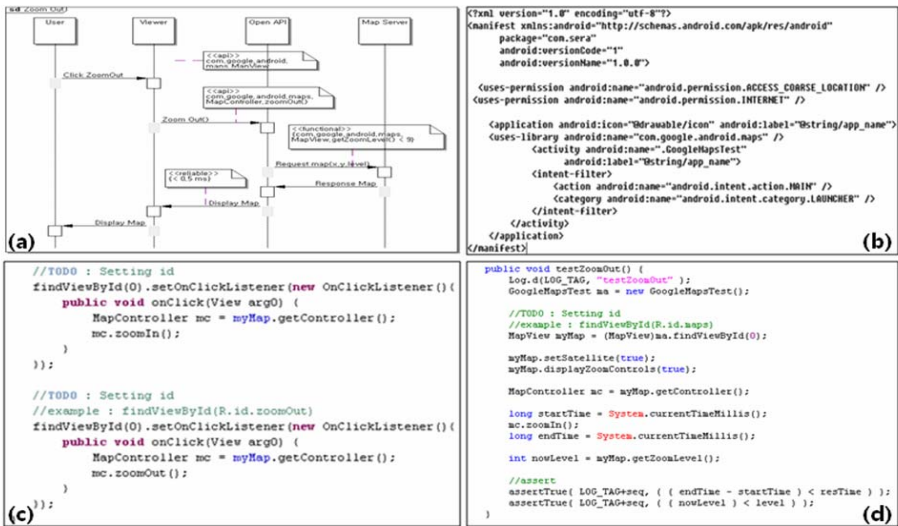 sd Zoom Out
User
Viewer
Open API
Map Server
<<api>>
com,google,android,
maps,MapView
Click ZoomOut
<<api>>
com,google,android,maps,
MapController,zoomOut()
Zoom Out()
<<functional>>
{com,google,android,maps,
MapView,getZoomLevel() < 9}
Request map(x,y,level)
<<reliable>>
{< 0,5 ms}
Response Map
Display Map
Display Map
(a)
<?xml version="1.0" encoding="utf-8"?>
<manifest xmlns:android="http://schemas.android.com/apk/res/android"
package="com.sera"
android:versionCode="1"
android:versionName="1.0.0">
<uses-permission android:name="android.permission.ACCESS_COARSE_LOCATION" />
<uses-permission android:name="android.permission.INTERNET" />
<application android:icon="@drawable/icon" android:label="@string/app_name">
<uses-library android:name="com.google.android.maps" />
<activity android:name=".GoogleMapsTest"
android:label="@string/app_name">
<intent-filter>
<action android:name="android.intent.action.MAIN" />
<category android:name="android.intent.category.LAUNCHER" />
</intent-filter>
</activity>
</application>
</manifest>
(b)
//TODO : Setting id
findViewById(0).setOnClickListener(new OnClickListener(){
public void onClick(View arg0) {
MapController mc = myMap.getController();
mc.zoomIn();
}
});
//TODO : Setting id
//example : findViewById(R.id.zoomOut)
findViewById(0).setOnClickListener(new OnClickListener(){
public void onClick(View arg0) {
MapController mc = myMap.getController();
mc.zoomOut();
}
});
(c)
public void testZoomOut() {
Log.d(LOG_TAG, "testZoomOut" );
GoogleMapsTest ma = new GoogleMapsTest();
//TODO : Setting id
//example : findViewById(R.id.maps)
MapView myMap = (MapView)ma.findViewById(0);
myMap.setSatellite(true);
myMap.displayZoomControls(true);
MapController mc = myMap.getController();
long startTime = System.currentTimeMillis();
mc.zoomIn();
long endTime = System.currentTimeMillis();
int nowLevel = myMap.getZoomLevel();
//assert
assertTrue( LOG_TAG+seq, ( ( endTime - startTime ) < resTime ) );
assertTrue( LOG_TAG+seq, ( ( nowLevel ) < level ) );
}
(d)